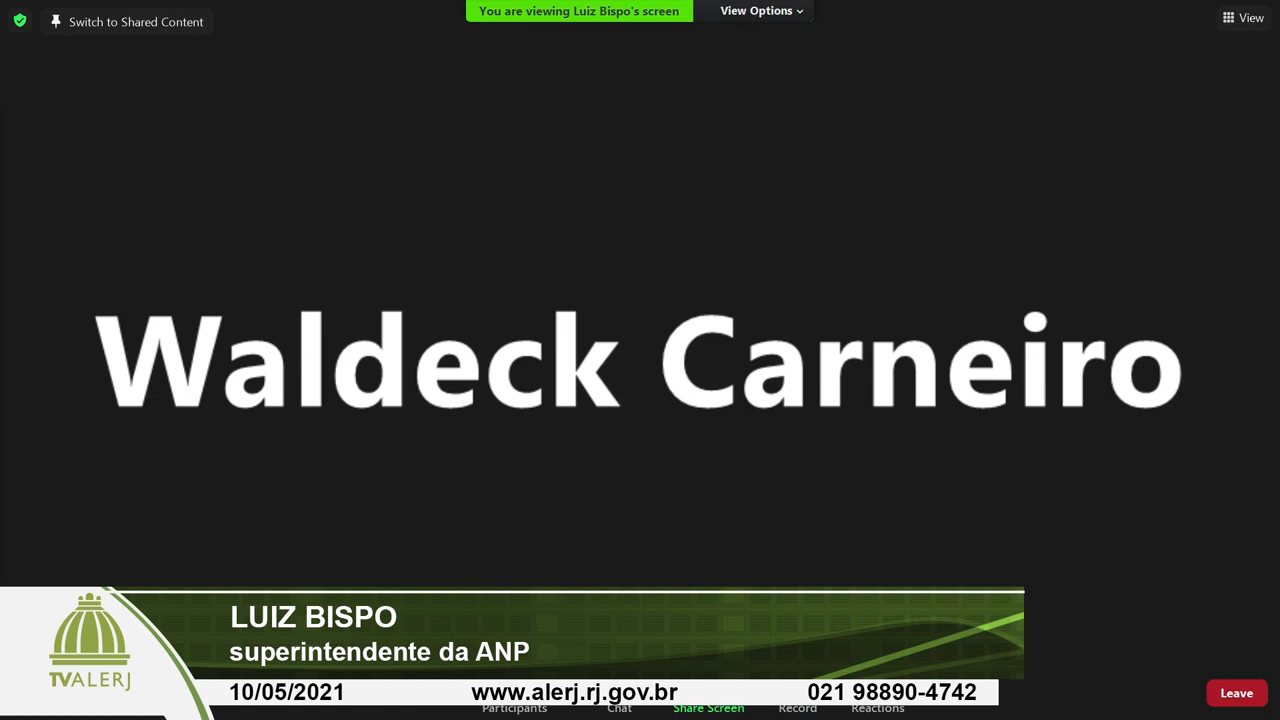 Switch to Shared Content
You are viewing Luiz Bispo's screen
View Options
View
Waldeck Carneiro
LUIZ BISPO
superintendente da ANP
TVALERJ
10/05/2021
www.alerj.rj.gov.br
021 98890-4742
Participants
Chat
Share Screen
Record
Reactions
Leave